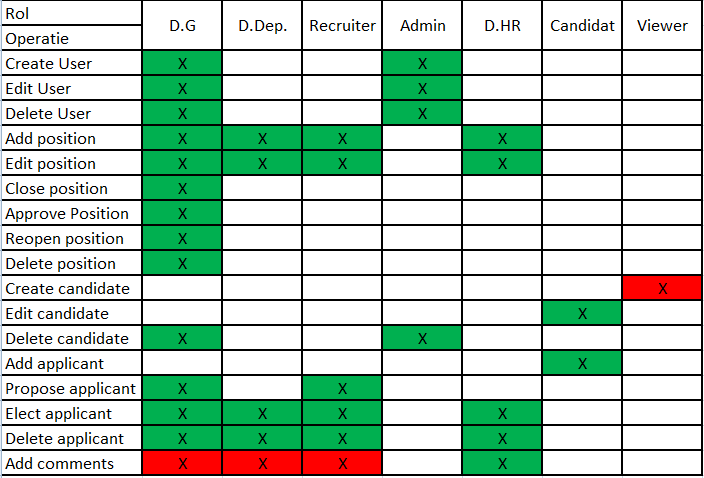 Rol D.G D.Dep. Recruiter Admin D.HR Candidat Viewer
Operatie
Create User X X
Edit User X X
Delete User X X
Add position X X X X
Edit position X X X X
Close position X
Approve Position X
Reopen position X
Delete position X
Create candidate X
Edit candidate X
Delete candidate X X
Add applicant X
Propose applicant X X
Elect applicant X X X X
Delete applicant X X X X
Add comments X X X X